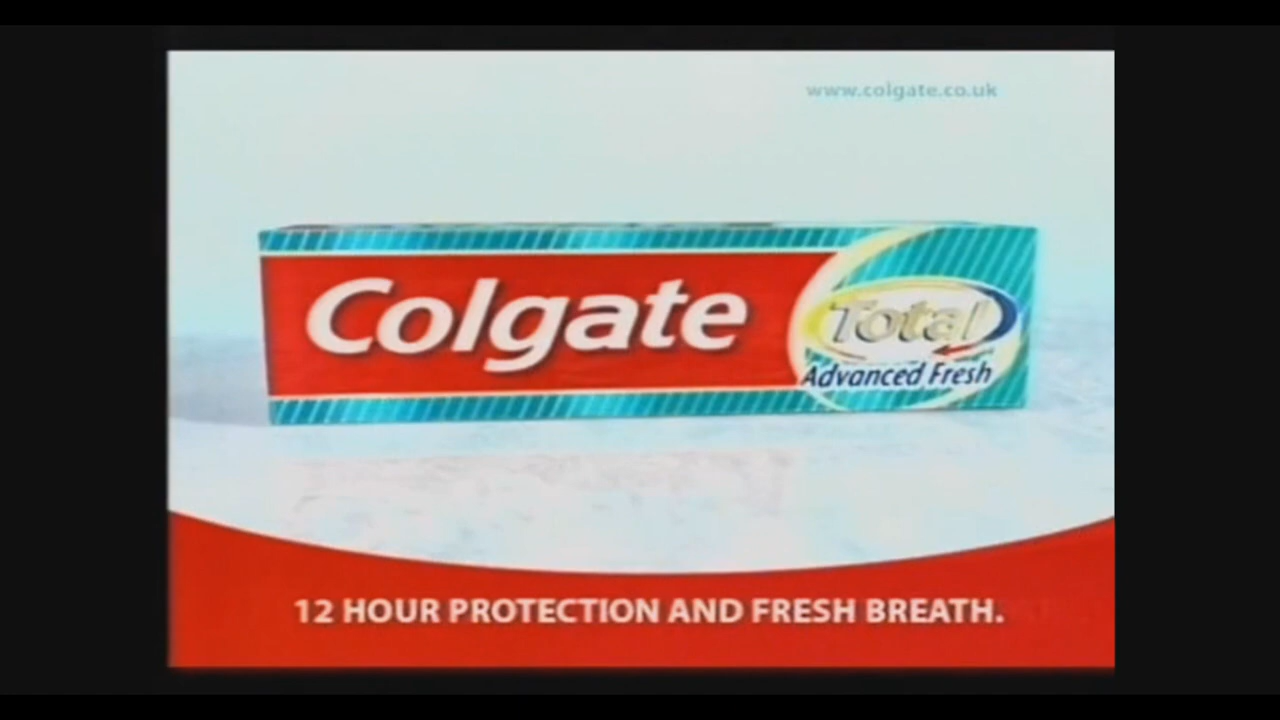 www.colgate.co.uk
Colgate
Total
Advanced Fresh
12 HOUR PROTECTION AND FRESH BREATH.